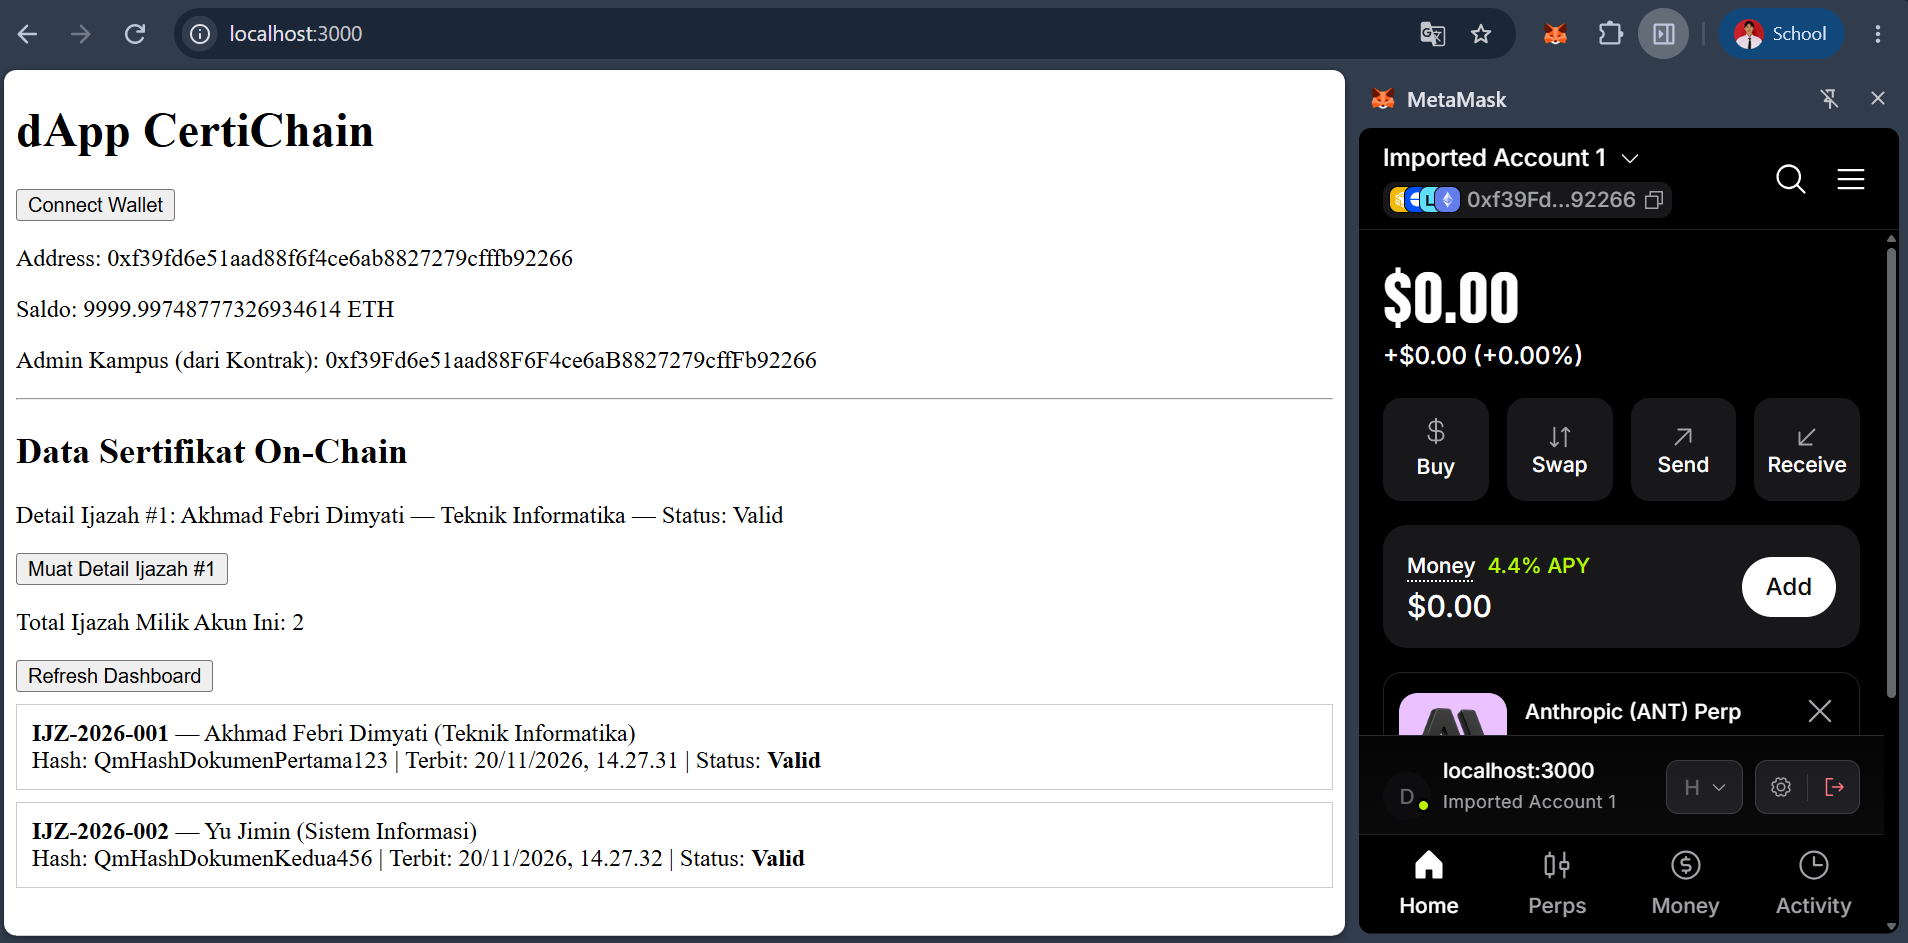 localhost:3000
School
dApp CertiChain
Connect Wallet
Address: 0xf39fd6e51aad88f6f4ce6ab8827279cfffb92266
Saldo: 9999.99748777326934614 ETH
Admin Kampus (dari Kontrak): 0xf39Fd6e51aad88F6F4ce6aB8827279cffFb92266
Data Sertifikat On-Chain
Detail Ijazah #1: Akhmad Febri Dimyati — Teknik Informatika — Status: Valid
Muat Detail Ijazah #1
Total Ijazah Milik Akun Ini: 2
Refresh Dashboard
IJZ-2026-001 — Akhmad Febri Dimyati (Teknik Informatika)
Hash: QmHashDokumenPertama123 | Terbit: 20/11/2026, 14.27.31 | Status: Valid
IJZ-2026-002 — Yu Jimin (Sistem Informasi)
Hash: QmHashDokumenKedua456 | Terbit: 20/11/2026, 14.27.32 | Status: Valid
MetaMask
Imported Account 1
0xf39Fd...92266
$0.00
+$0.00 (+0.00%)
Buy
Swap
Send
Receive
Money 4.4% APY
$0.00
Add
Anthropic (ANT) Perp
D
localhost:3000
Imported Account 1
H
Home
Perps
Money
Activity